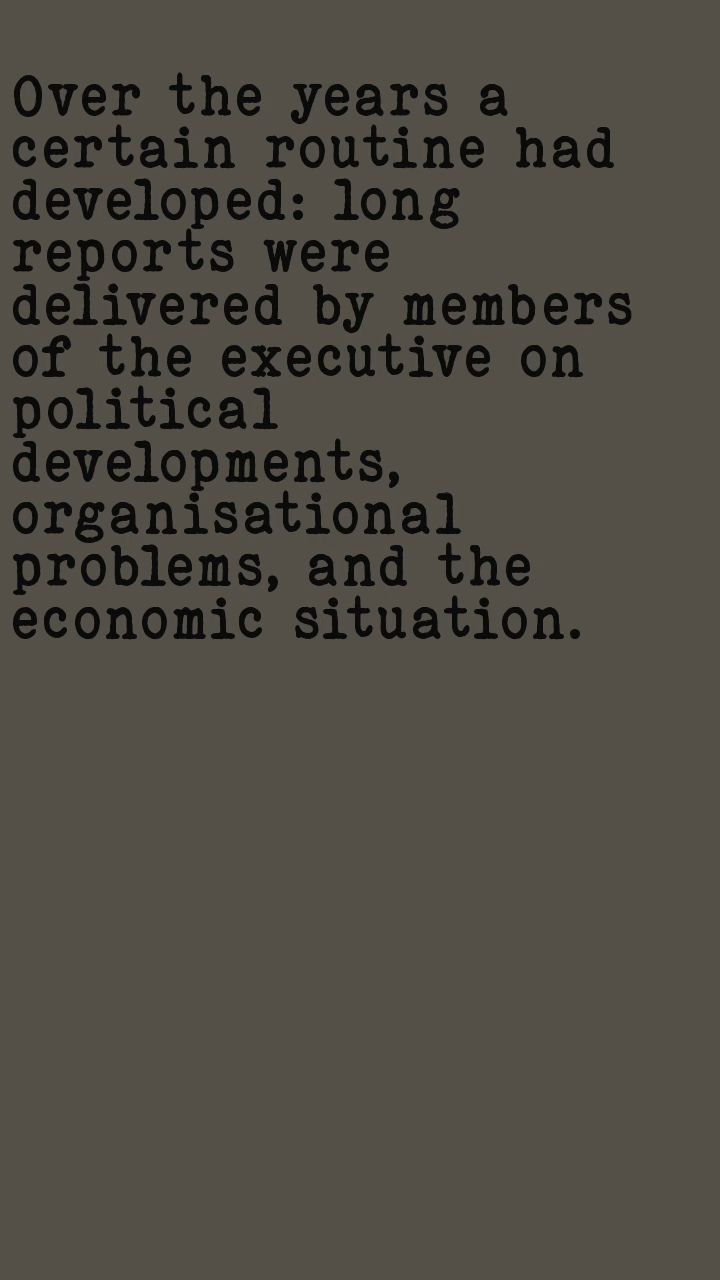 Over the years a
certain routine had
developed: long
reports were
delivered by members
of the executive on
political
developments,
organisational
problems, and the
economic situation.